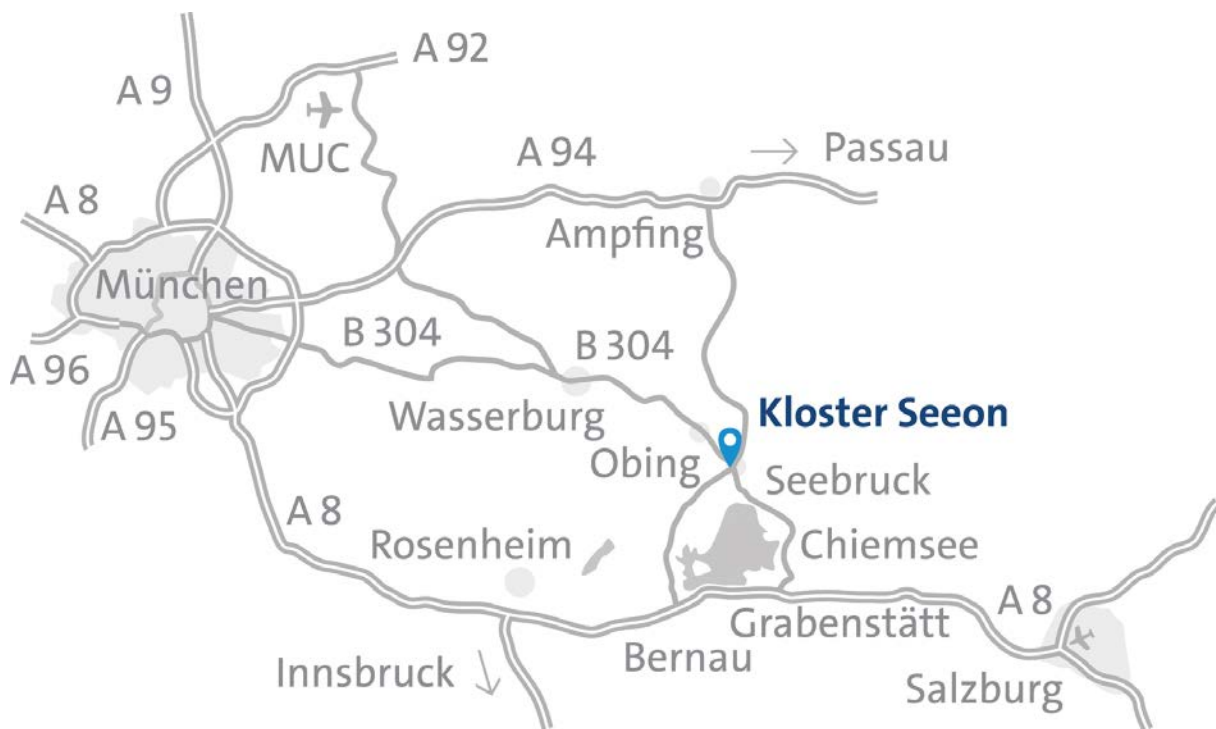 A 92
A 9
MUC
A 94
Passau
A 8
Ampfing
München
B 304
B 304
A 96
Wasserburg
Kloster Seeon
A 95
Obing
Seebruck
A 8
Rosenheim
Chiemsee
A 8
Grabenstätt
Bernau
Innsbruck
Salzburg